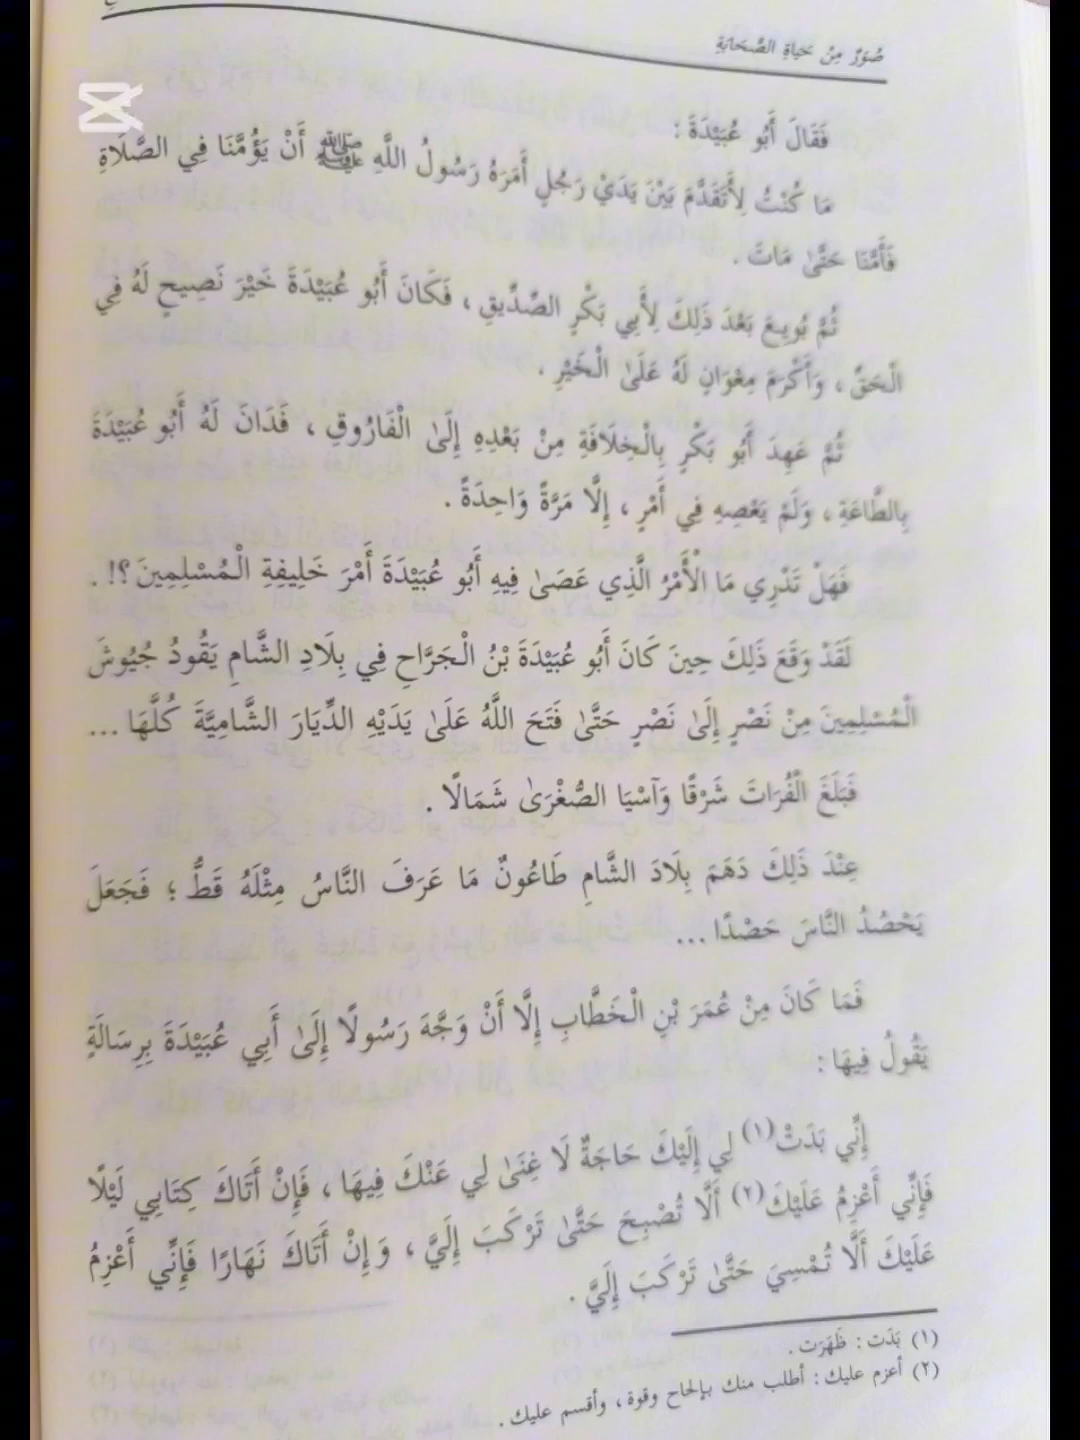 صُوَرٌ مِنْ حَيَاةِ الصَّحَابَةِ
فَقَالَ أَبُو عُبَيْدَةَ :
مَا كُنْتُ لِأَتَقَدَّمَ بَيْنَ يَدَيْ رَجُلٍ أَمَرَهُ رَسُولُ اللَّهِ ﷺ أَنْ يَؤُمَّنَا فِي الصَّلَاةِ
فَأَمَّنَا حَتَّىٰ مَاتَ .
ثُمَّ بُويِعَ بَعْدَ ذَلِكَ لِأَبِي بَكْرٍ الصِّدِّيقِ ، فَكَانَ أَبُو عُبَيْدَةَ خَيْرَ نَصِيحٍ لَهُ فِي
الْحَقِّ ، وَأَكْرَمَ مِعْوَانٍ لَهُ عَلَىٰ الْخَيْرِ .
ثُمَّ عَهِدَ أَبُو بَكْرٍ بِالْخِلَافَةِ مِنْ بَعْدِهِ إِلَىٰ الْفَارُوقِ ، فَدَانَ لَهُ أَبُو عُبَيْدَةَ
بِالطَّاعَةِ ، وَلَمْ يَعْصِهِ فِي أَمْرٍ ، إِلَّا مَرَّةً وَاحِدَةً .
فَهَلْ تَدْرِي مَا الْأَمْرُ الَّذِي عَصَىٰ فِيهِ أَبُو عُبَيْدَةَ أَمْرَ خَلِيفَةِ الْمُسْلِمِينَ ؟! .
لَقَدْ وَقَعَ ذَلِكَ حِينَ كَانَ أَبُو عُبَيْدَةَ بْنُ الْجَرَّاحِ فِي بِلَادِ الشَّامِ يَقُودُ جُيُوشَ
الْمُسْلِمِينَ مِنْ نَصْرٍ إِلَىٰ نَصْرٍ حَتَّىٰ فَتَحَ اللَّهُ عَلَىٰ يَدَيْهِ الدِّيَارَ الشَّامِيَّةَ كُلَّهَا ...
فَبَلَغَ الْفُرَاتَ شَرْقًا وَآسْيَا الصُّغْرَىٰ شَمَالًا .
عِنْدَ ذَلِكَ دَهَمَ بِلَادَ الشَّامِ طَاعُونٌ مَا عَرَفَ النَّاسُ مِثْلَهُ قَطُّ ؛ فَجَعَلَ
يَحْصُدُ النَّاسَ حَصْدًا ...
فَمَا كَانَ مِنْ عُمَرَ بْنِ الْخَطَّابِ إِلَّا أَنْ وَجَّهَ رَسُولًا إِلَىٰ أَبِي عُبَيْدَةَ بِرِسَالَةٍ
يَقُولُ فِيهَا :
إِنِّي بَدَتْ(١) لِي إِلَيْكَ حَاجَةٌ لَا غِنَىٰ لِي عَنْكَ فِيهَا ، فَإِنْ أَتَاكَ كِتَابِي لَيْلًا
فَإِنِّي أَعْزِمُ عَلَيْكَ(٢) أَلَّا تُصْبِحَ حَتَّىٰ تَرْكَبَ إِلَيَّ ، وَإِنْ أَتَاكَ نَهَارًا فَإِنِّي أَعْزِمُ
عَلَيْكَ أَلَّا تُمْسِيَ حَتَّىٰ تَرْكَبَ إِلَيَّ .
(١) بَدَت : ظَهَرَت .
(٢) أعزم عليك : أطلب منك بإلحاح وقوة ، وأقسم عليك .